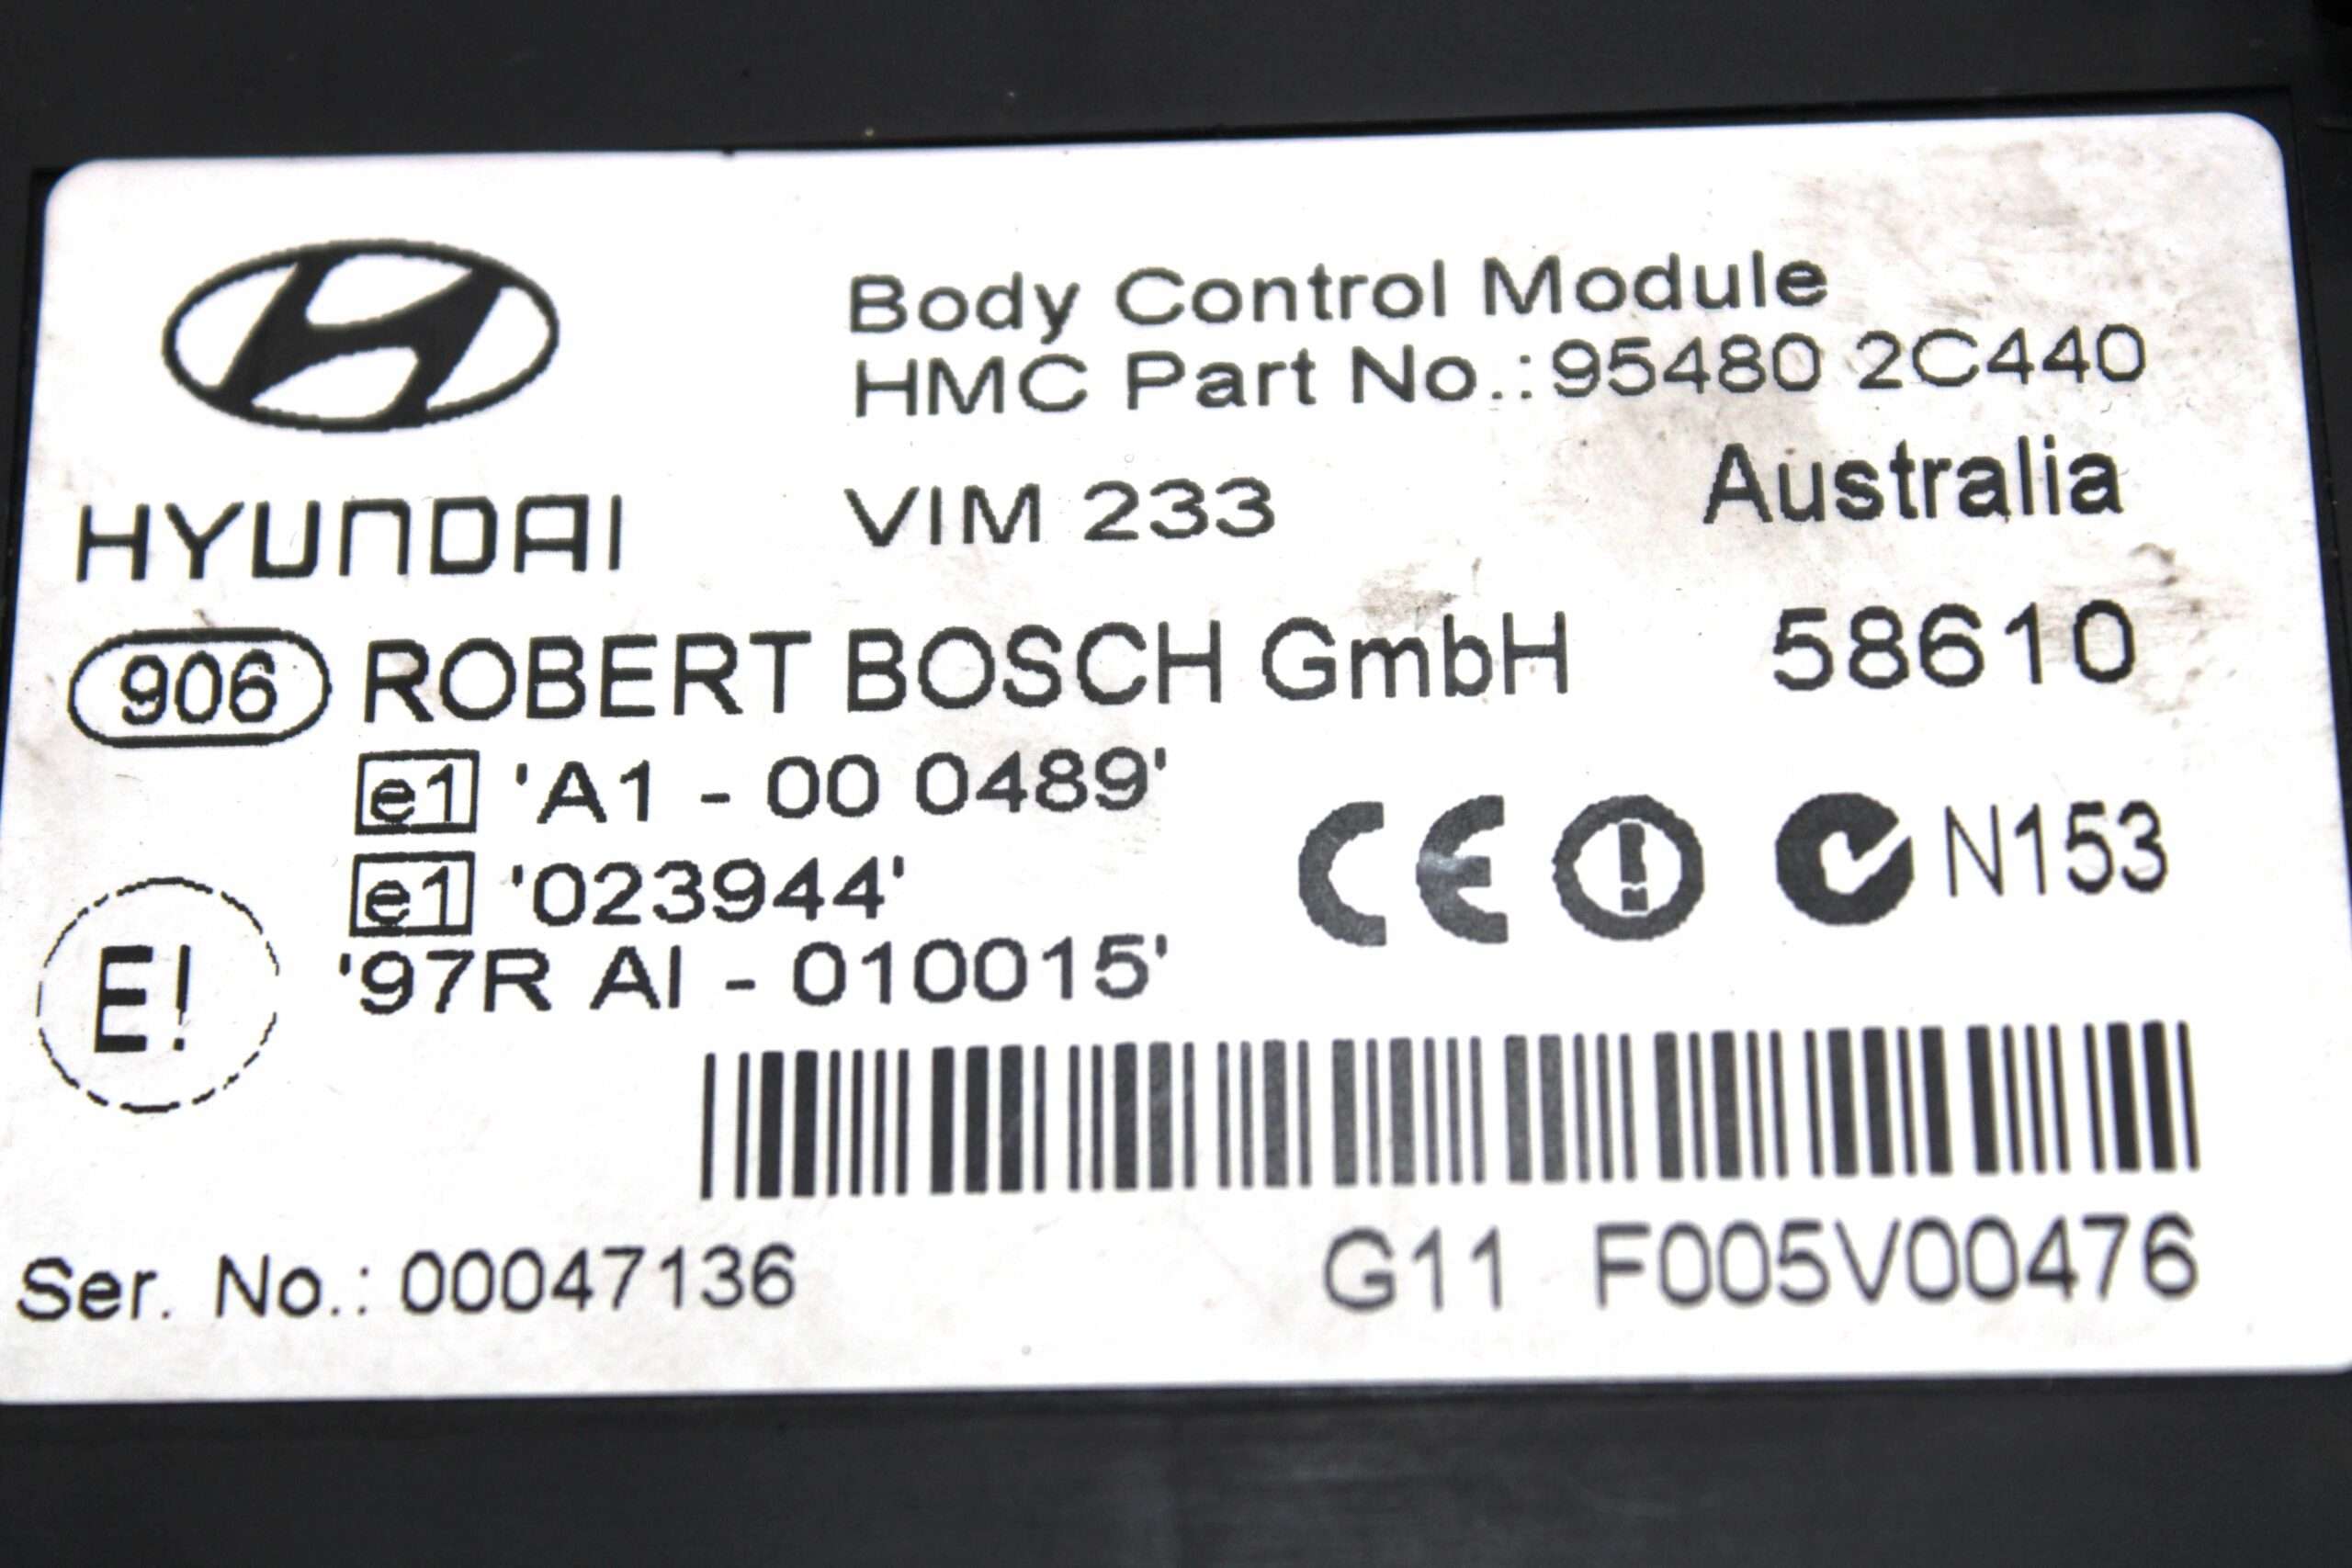 Body Control Module
HMC Part No.:95480 2C440
HYUNDAI
VIM 233 Australia
906 ROBERT BOSCH GmbH 58610
e1 'A1 - 00 0489'
e1 '023944'
CE N153
E! '97R AI - 010015'
Ser. No.: 00047136 G11 F005V00476